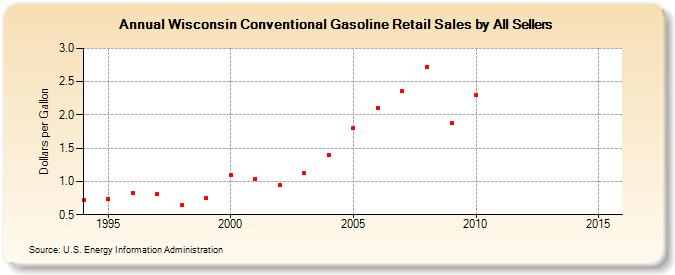 Annual Wisconsin Conventional Gasoline Retail Sales by All Sellers
Dollars per Gallon
3.0
2.5
2.0
1.5
1.0
0.5
1995 2000 2005 2010 2015
Source: U.S. Energy Information Administration